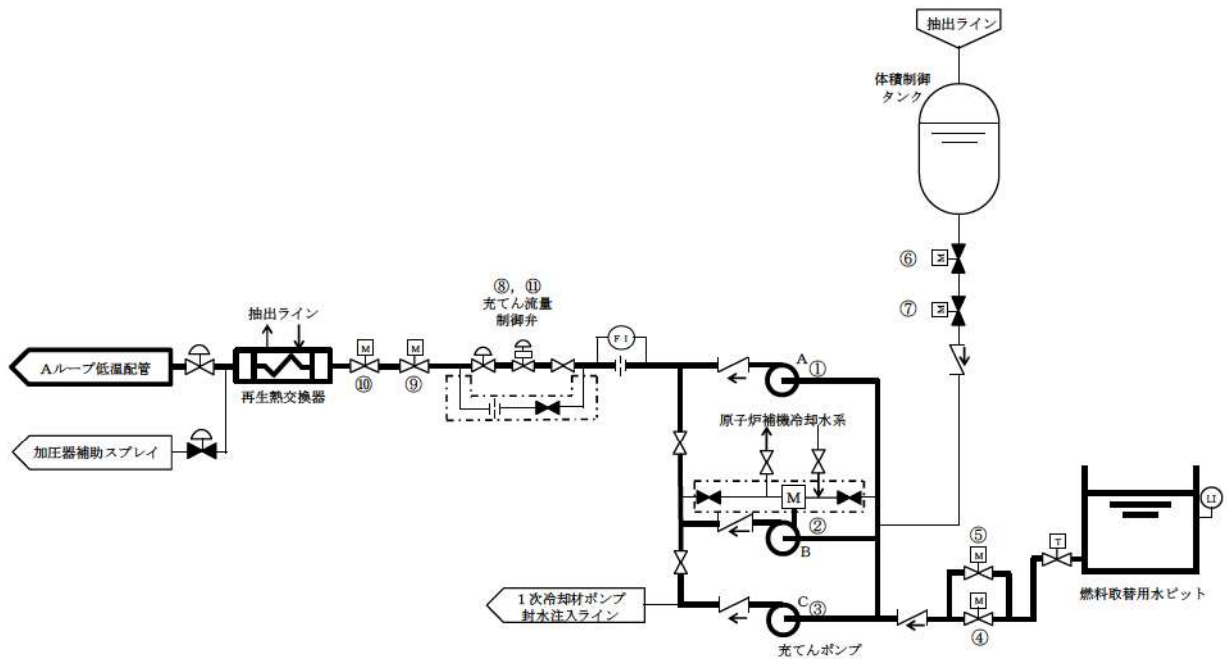 抽出ライン
体積制御
タンク
⑥
M
⑦
M
⑧，⑪
充てん流量
制御弁
抽出ライン
FI
M
M
A
①
Aループ低温配管
⑩
⑨
再生熱交換器
原子炉補機冷却水系
加圧器補助スプレイ
M
②
B
LI
⑤
M
T
1次冷却材ポンプ
封水注入ライン
C
③
M
④
燃料取替用水ピット
充てんポンプ